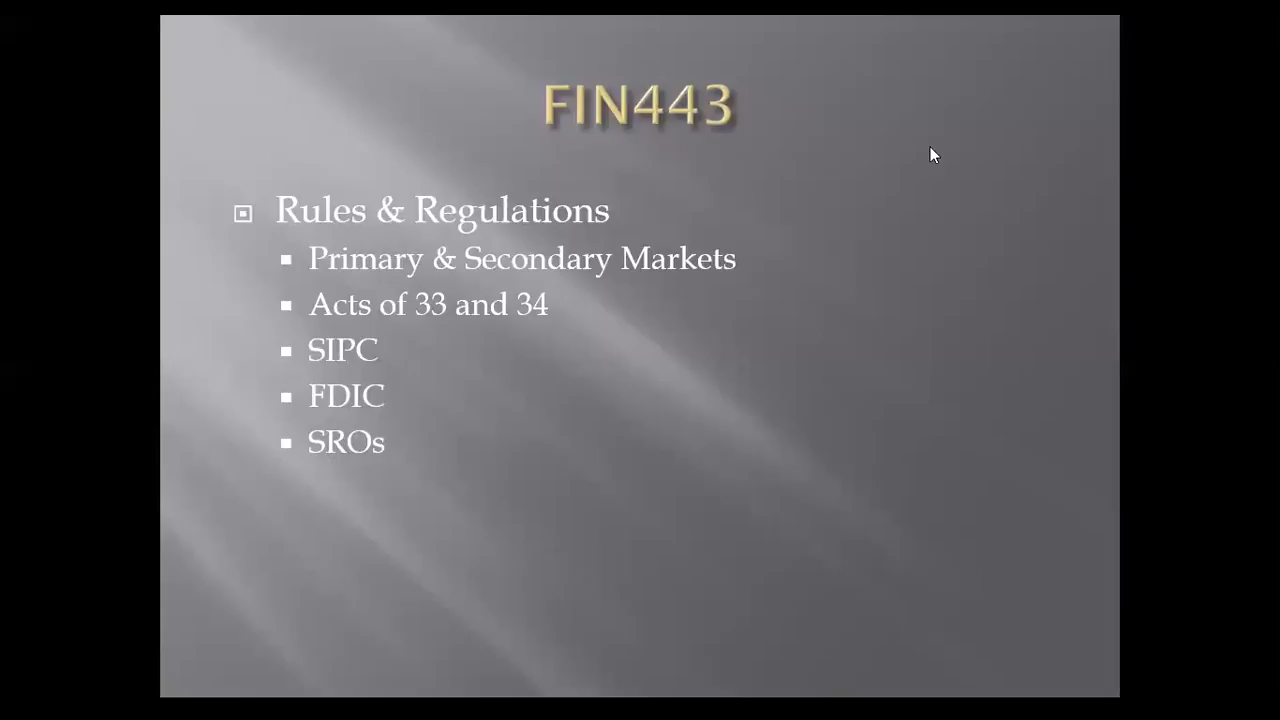 FIN443
Rules & Regulations
Primary & Secondary Markets
Acts of 33 and 34
SIPC
FDIC
SROs